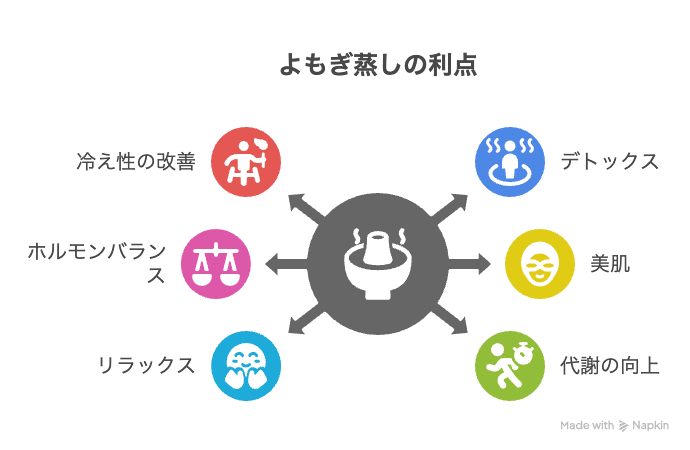 よもぎ蒸しの利点
冷え性の改善
デトックス
ホルモンバラン
ス
美肌
リラックス
代謝の向上
Made with Napkin